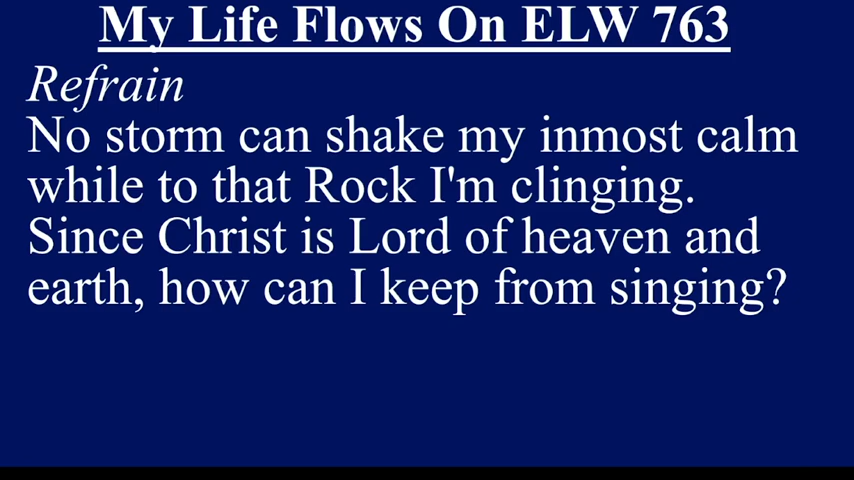 My Life Flows On ELW 763
Refrain
No storm can shake my inmost calm
while to that Rock I'm clinging.
Since Christ is Lord of heaven and
earth, how can I keep from singing?